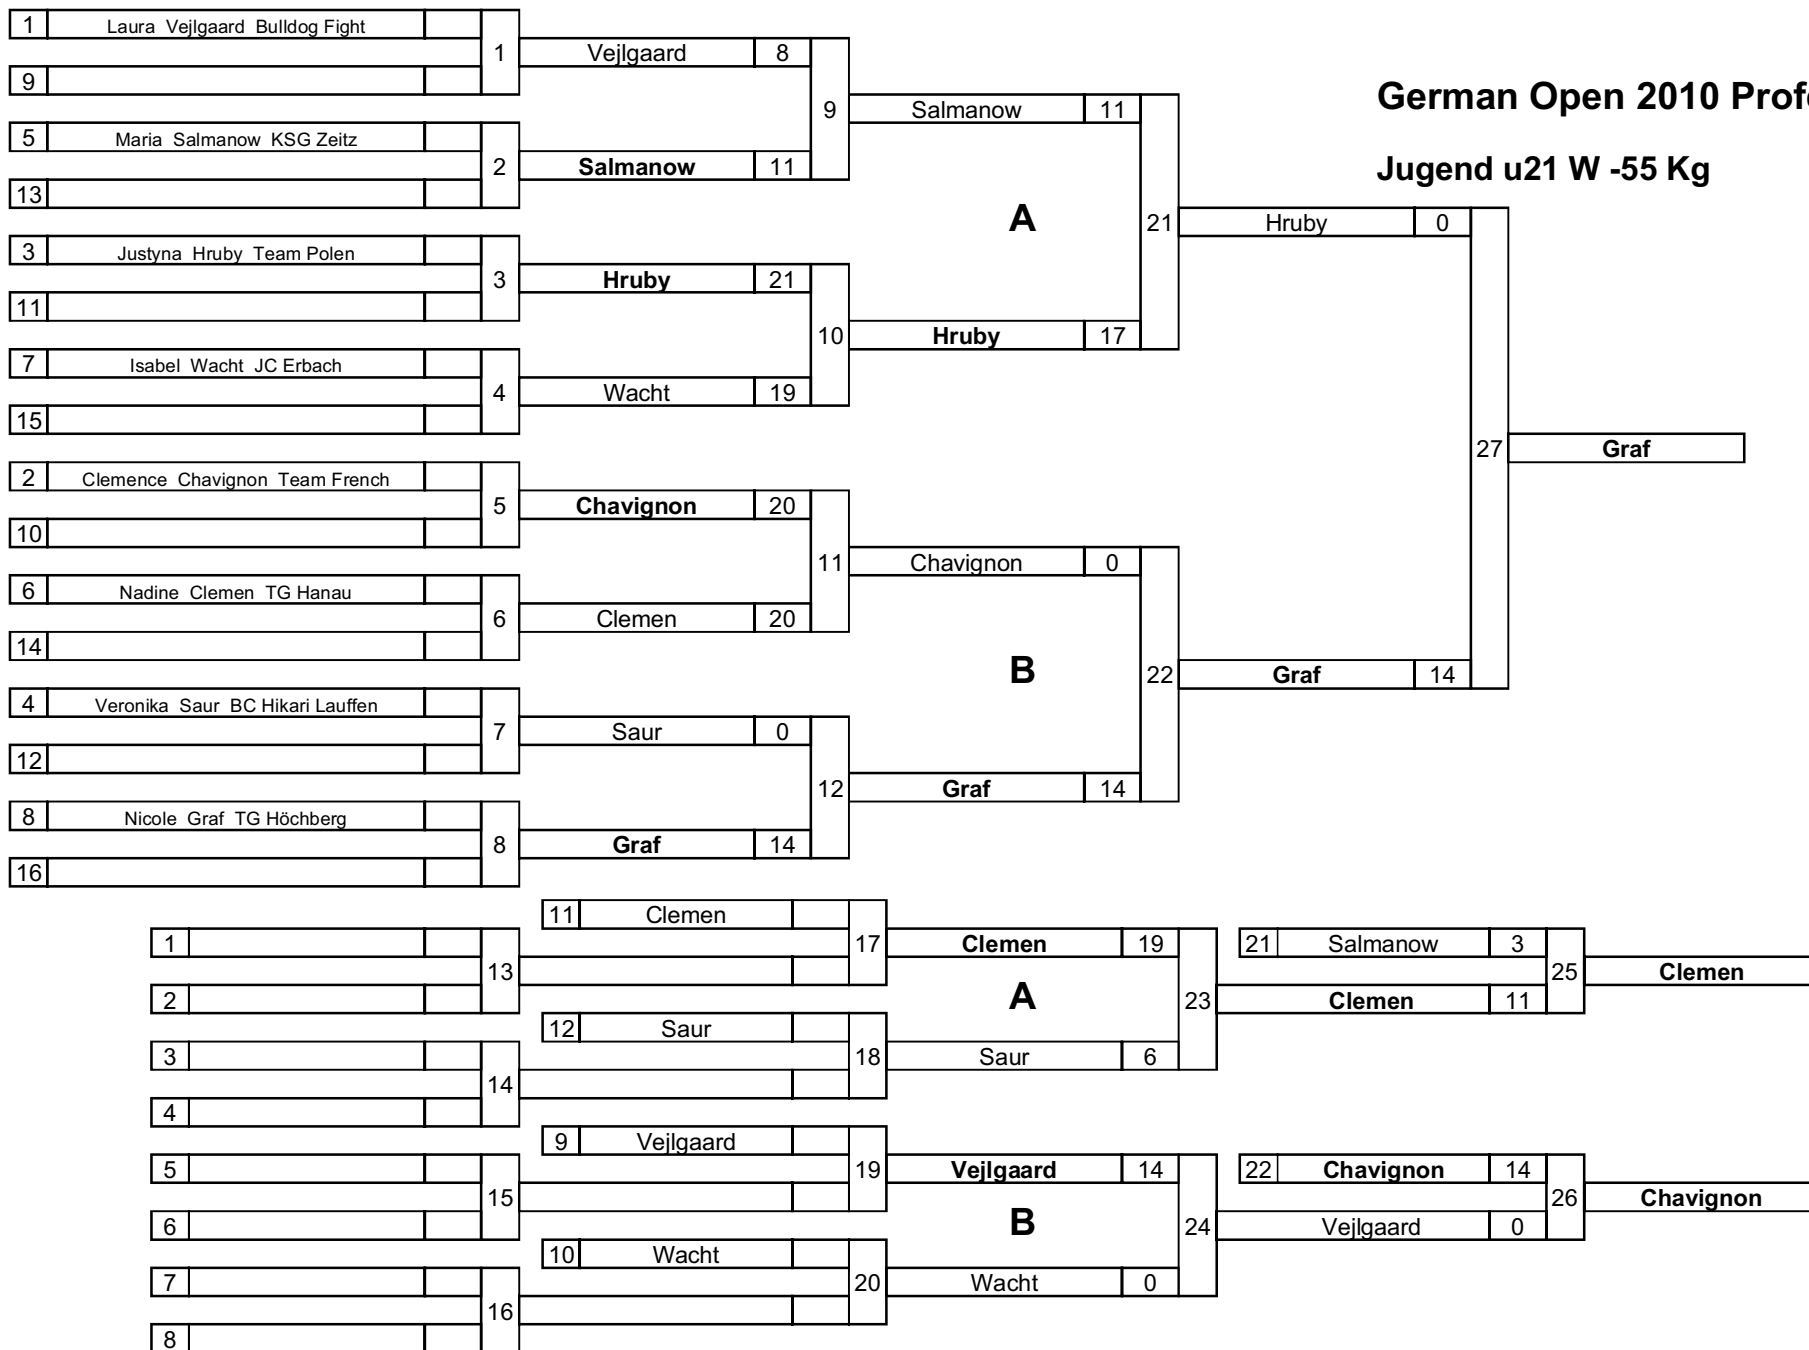 1 Laura Vejlgaard Bulldog Fight
1 Vejlgaard 8
9
German Open 2010
9 Salmanow 11
5 Maria Salmanow KSG Zeitz
2 Salmanow 11
Jugend u21 W -55 Kg
13
A
21 Hruby 0
3 Justyna Hruby Team Polen
3 Hruby 21
11
10 Hruby 17
7 Isabel Wacht JC Erbach
4 Wacht 19
15
27 Graf
2 Clemence Chavignon Team French
5 Chavignon 20
10
11 Chavignon 0
6 Nadine Clemen TG Hanau
6 Clemen 20
14
B
22 Graf 14
4 Veronika Saur BC Hikari Lauffen
7 Saur 0
12
12 Graf 14
8 Nicole Graf TG Höchberg
8 Graf 14
16
11 Clemen
1
17 Clemen 19
21 Salmanow 3
13
25 Clemen
2
A
23 Clemen 11
12 Saur
3
18 Saur 6
14
4
9 Vejlgaard
5
19 Vejlgaard 14
22 Chavignon 14
15
26 Chavignon
6
B
24 Vejlgaard 0
10 Wacht
7
20 Wacht 0
16
8